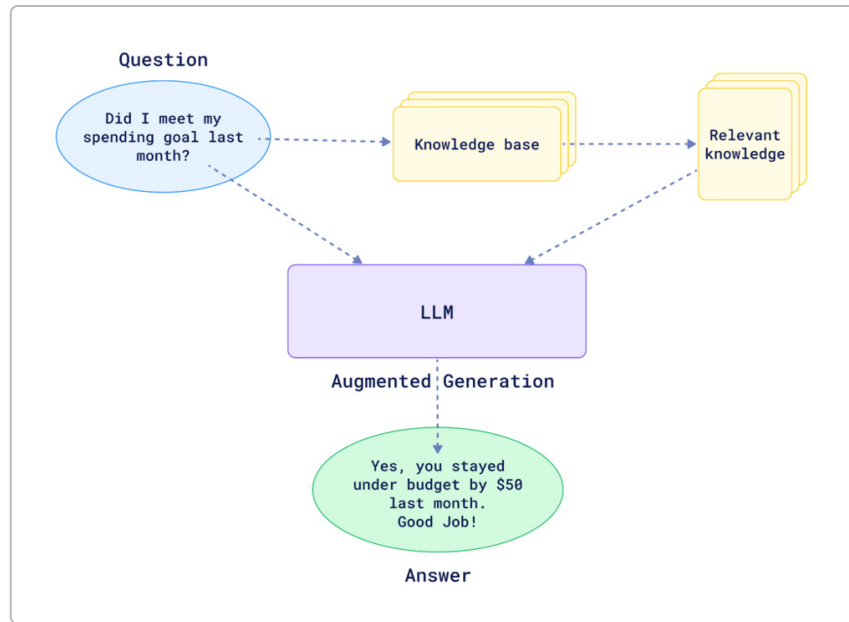 Question
Did I meet my
spending goal last
month?
Knowledge base
Relevant
knowledge
LLM
Augmented Generation
Yes, you stayed
under budget by $50
last month.
Good Job!
Answer